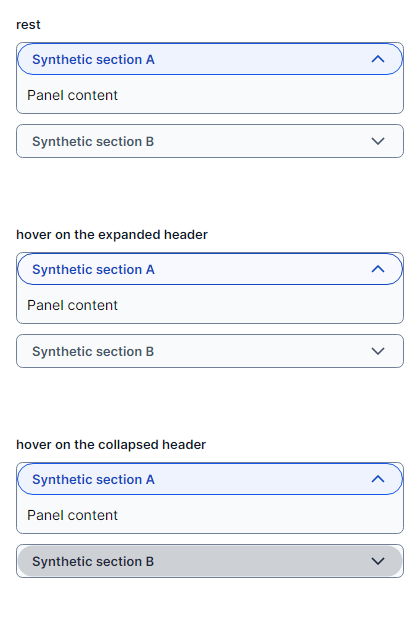 rest
Synthetic section A
Panel content
Synthetic section B
hover on the expanded header
Synthetic section A
Panel content
Synthetic section B
hover on the collapsed header
Synthetic section A
Panel content
Synthetic section B